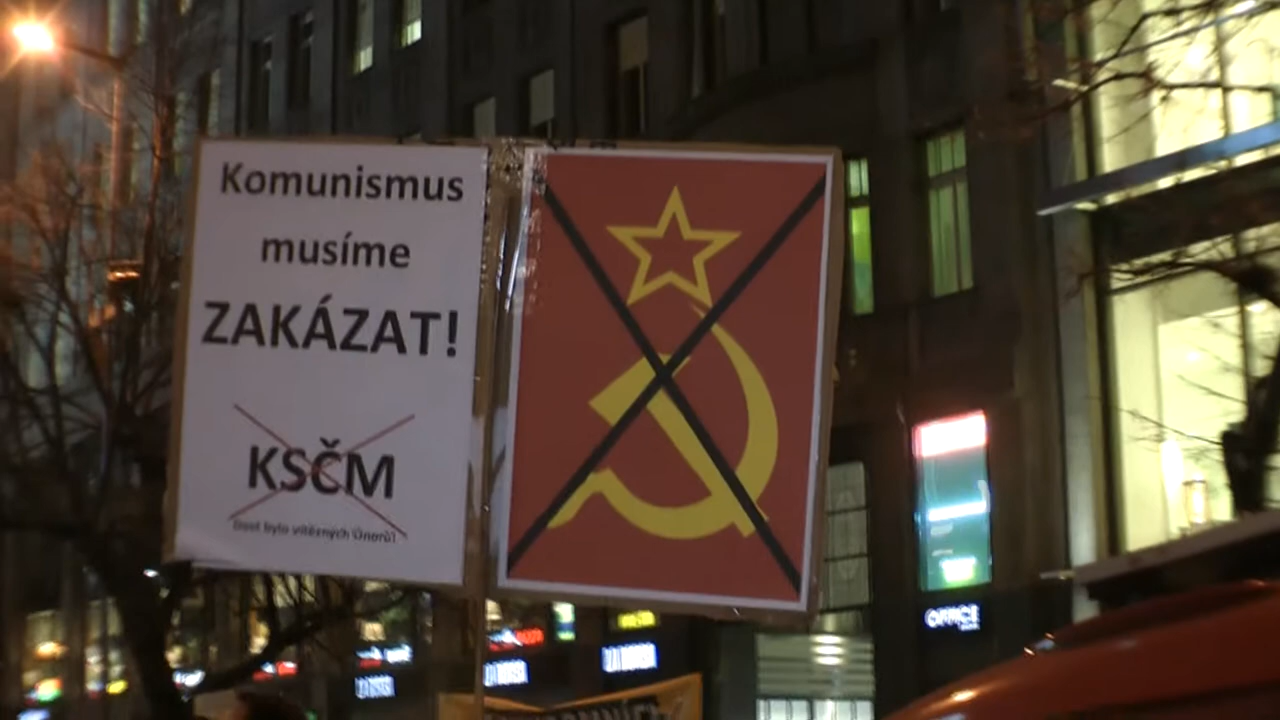 Komunismus
musíme
ZAKÁZAT!
KSČM
Dost bylo vítězných Únorů!
OFFICE